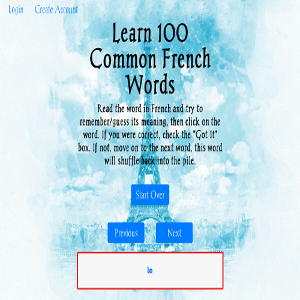 Login Create Account
Learn 100
Common French
Words
Read the word in French and try to
remember/guess its meaning, then click on the
word. If you were correct, check the "Got it"
box. If not, move on to the next word, this word
will shuffle back into the pile.
Start Over
Previous Next